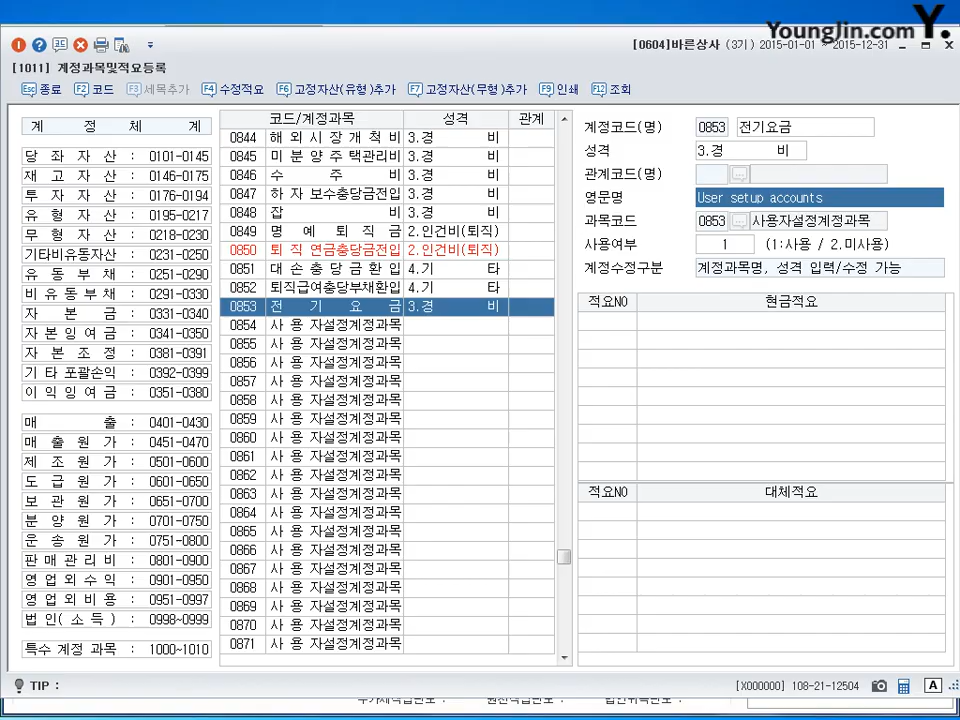 YoungJin.com Y.
[0604]바른상사 (3기) 2015-01-01 ~ 2015-12-31
[1011] 계정과목및적요등록
Esc 종료 F2 코드 F3 세목추가 F4 수정적요 F6 고정자산(유형)추가 F7 고정자산(무형)추가 F9 인쇄 F12 조회
계 정 체 계
당 좌 자 산 : 0101-0145
재 고 자 산 : 0146-0175
투 자 자 산 : 0176-0194
유 형 자 산 : 0195-0217
무 형 자 산 : 0218-0230
기타비유동자산 : 0231-0250
유 동 부 채 : 0251-0290
비 유 동 부 채 : 0291-0330
자 본 금 : 0331-0340
자 본 잉 여 금 : 0341-0350
자 본 조 정 : 0381-0391
기 타 포괄손익 : 0392-0399
이 익 잉 여 금 : 0351-0380
매 출 : 0401-0430
매 출 원 가 : 0451-0470
제 조 원 가 : 0501-0600
도 급 원 가 : 0601-0650
보 관 원 가 : 0651-0700
분 양 원 가 : 0701-0750
운 송 원 가 : 0751-0800
판 매 관 리 비 : 0801-0900
영 업 외 수 익 : 0901-0950
영 업 외 비 용 : 0951-0997
법 인( 소 득 ) : 0998~0999
특수 계정 과목 : 1000~1010
코드/계정과목 성격 관계
0844 해 외 시 장 개 척 비 3.경 비
0845 미 분 양 주 택관리비 3.경 비
0846 수 주 비 3.경 비
0847 하 자 보수충당금전입 3.경 비
0848 잡 비 3.경 비
0849 명 예 퇴 직 금 2.인건비(퇴직)
0850 퇴 직 연금충당금전입 2.인건비(퇴직)
0851 대 손 충 당 금 환 입 4.기 타
0852 퇴직급여충당부채환입 4.기 타
0853 전 기 요 금 3.경 비
0854 사 용 자설정계정과목
0855 사 용 자설정계정과목
0856 사 용 자설정계정과목
0857 사 용 자설정계정과목
0858 사 용 자설정계정과목
0859 사 용 자설정계정과목
0860 사 용 자설정계정과목
0861 사 용 자설정계정과목
0862 사 용 자설정계정과목
0863 사 용 자설정계정과목
0864 사 용 자설정계정과목
0865 사 용 자설정계정과목
0866 사 용 자설정계정과목
0867 사 용 자설정계정과목
0868 사 용 자설정계정과목
0869 사 용 자설정계정과목
0870 사 용 자설정계정과목
0871 사 용 자설정계정과목
계정코드(명) 0853 전기요금
성격 3.경 비
관계코드(명)
영문명 User setup accounts
과목코드 0853 사용자설정계정과목
사용여부 1 (1:사용 / 2.미사용)
계정수정구분 계정과목명, 성격 입력/수정 가능
적요NO 현금적요
적요NO 대체적요
TIP :
[X000000] 108-21-12504 A